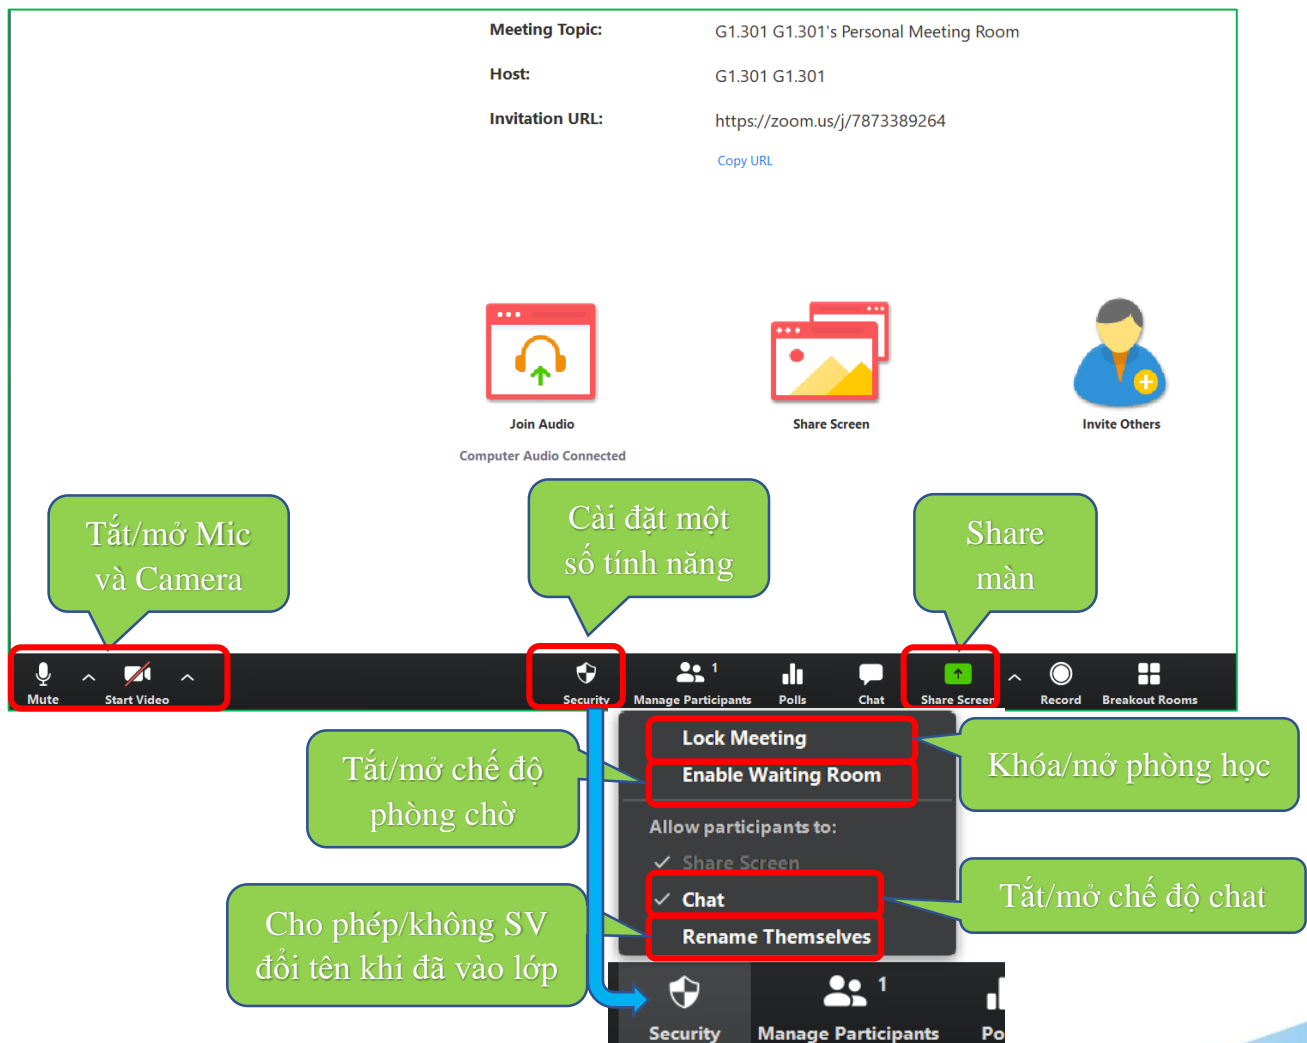 Meeting Topic: G1.301 G1.301's Personal Meeting Room
Host: G1.301 G1.301
Invitation URL: https://zoom.us/j/7873389264
Copy URL
Join Audio
Share Screen
Invite Others
Computer Audio Connected
Tắt/mở Mic
và Camera
Cài đặt một
số tính năng
Share
màn
Mute
Start Video
Security
Manage Participants
1
Polls
Chat
Share Screen
Record
Breakout Rooms
Lock Meeting
Enable Waiting Room
Allow participants to:
Share Screen
Chat
Rename Themselves
Tắt/mở chế độ
phòng chờ
Khóa/mở phòng học
Tắt/mở chế độ chat
Cho phép/không SV
đổi tên khi đã vào lớp
Security
Manage Participants
1
Po